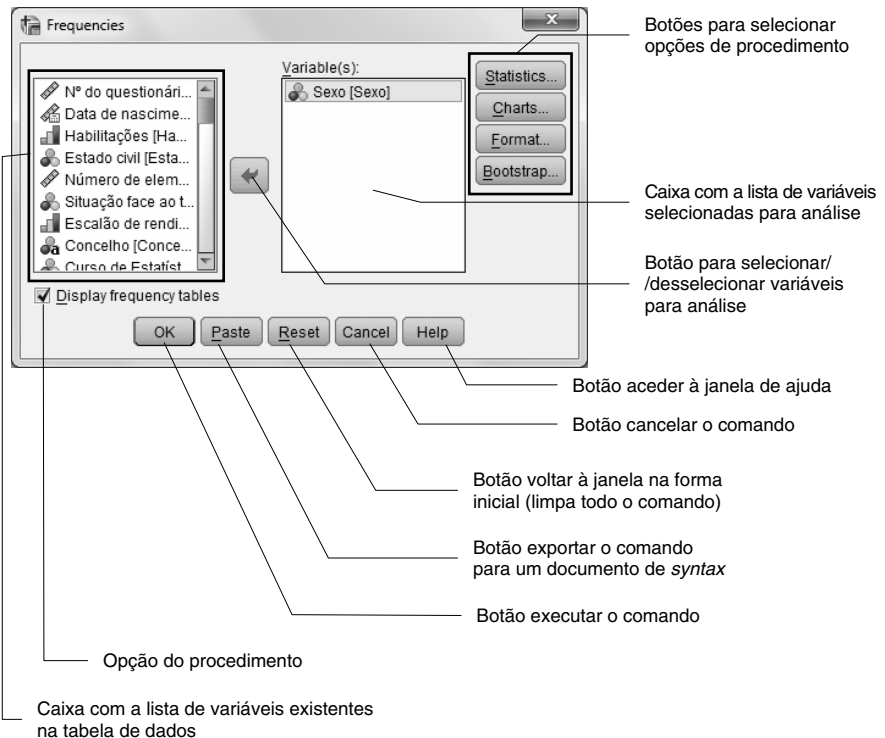 Frequencies
Nº do questionári...
Data de nascime...
Habilitações [Ha...
Estado civil [Esta...
Número de elem...
Situação face ao t...
Escalão de rendi...
Concelho [Conce...
Curso de Estatíst
Variable(s):
Sexo [Sexo]
Statistics...
Charts...
Format...
Bootstrap...
Display frequency tables
OK
Paste
Reset
Cancel
Help
Botões para selecionar
opções de procedimento
Caixa com a lista de variáveis
selecionadas para análise
Botão para selecionar/
/desselecionar variáveis
para análise
Botão aceder à janela de ajuda
Botão cancelar o comando
Botão voltar à janela na forma
inicial (limpa todo o comando)
Botão exportar o comando
para um documento de syntax
Botão executar o comando
Opção do procedimento
Caixa com a lista de variáveis existentes
na tabela de dados